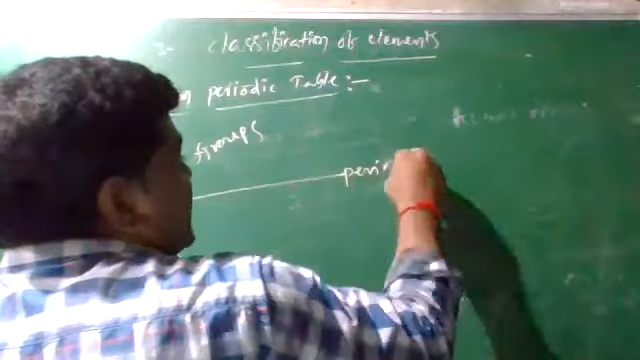 classification of elements
periodic Table :-
groups
peri